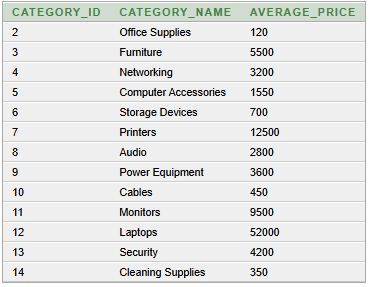 CATEGORY_ID CATEGORY_NAME AVERAGE_PRICE
2 Office Supplies 120
3 Furniture 5500
4 Networking 3200
5 Computer Accessories 1550
6 Storage Devices 700
7 Printers 12500
8 Audio 2800
9 Power Equipment 3600
10 Cables 450
11 Monitors 9500
12 Laptops 52000
13 Security 4200
14 Cleaning Supplies 350